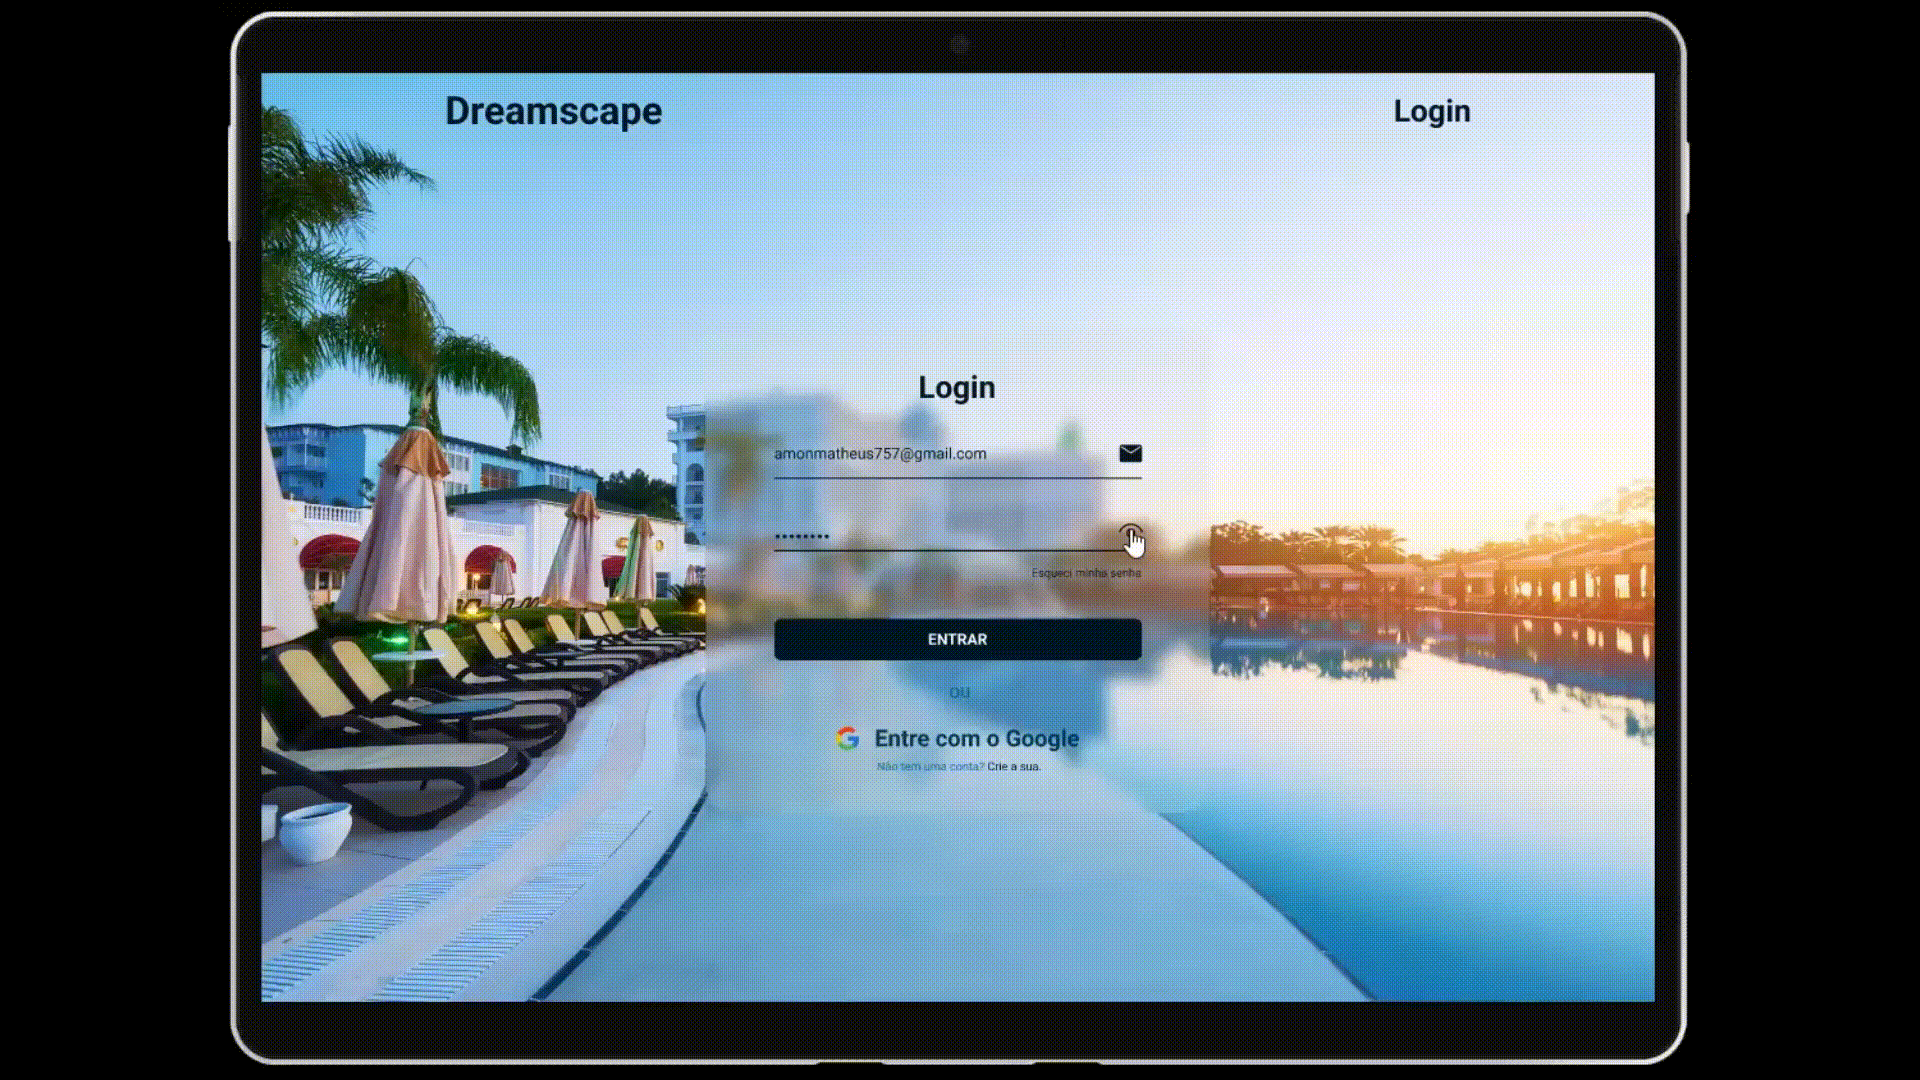 Dreamscape
Login
Login
amonmatheus757@gmail.com
••••••••
Esqueci minha senha
ENTRAR
OU
Entre com o Google
Não tem uma conta? Crie a sua.